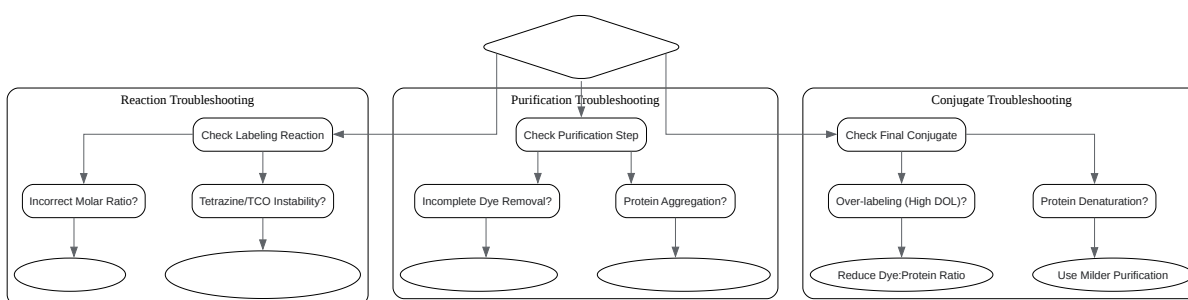 Reaction Troubleshooting
Purification Troubleshooting
Conjugate Troubleshooting
Check Labeling Reaction
Check Purification Step
Check Final Conjugate
Incorrect Molar Ratio?
Tetrazine/TCO Instability?
Incomplete Dye Removal?
Protein Aggregation?
Over-labeling (High DOL)?
Protein Denaturation?
Reduce Dye:Protein Ratio
Use Milder Purification